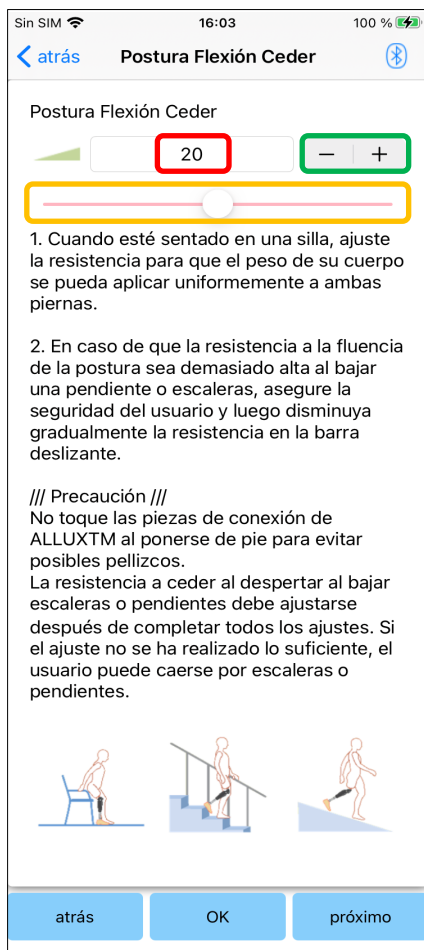 Sin SIM 16:03 100 %
atrás Postura Flexión Ceder
Postura Flexión Ceder
20 − +
1. Cuando esté sentado en una silla, ajuste
la resistencia para que el peso de su cuerpo
se pueda aplicar uniformemente a ambas
piernas.
2. En caso de que la resistencia a la fluencia
de la postura sea demasiado alta al bajar
una pendiente o escaleras, asegure la
seguridad del usuario y luego disminuya
gradualmente la resistencia en la barra
deslizante.
/// Precaución ///
No toque las piezas de conexión de
ALLUXTM al ponerse de pie para evitar
posibles pellizcos.
La resistencia a ceder al despertar al bajar
escaleras o pendientes debe ajustarse
después de completar todos los ajustes. Si
el ajuste no se ha realizado lo suficiente, el
usuario puede caerse por escaleras o
pendientes.
atrás OK próximo